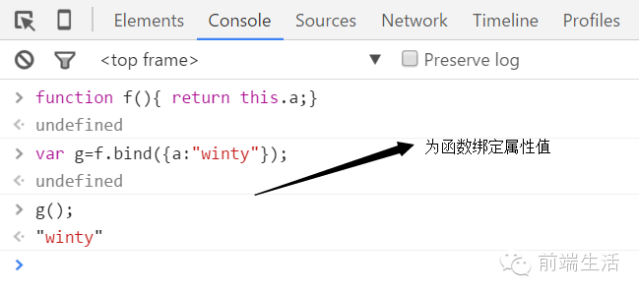 Elements Console Sources Network Timeline Profiles
<top frame> Preserve log
function f(){ return this.a;}
undefined
var g=f.bind({a:"winty"});
为函数绑定属性值
undefined
g();
"winty"
前端生活